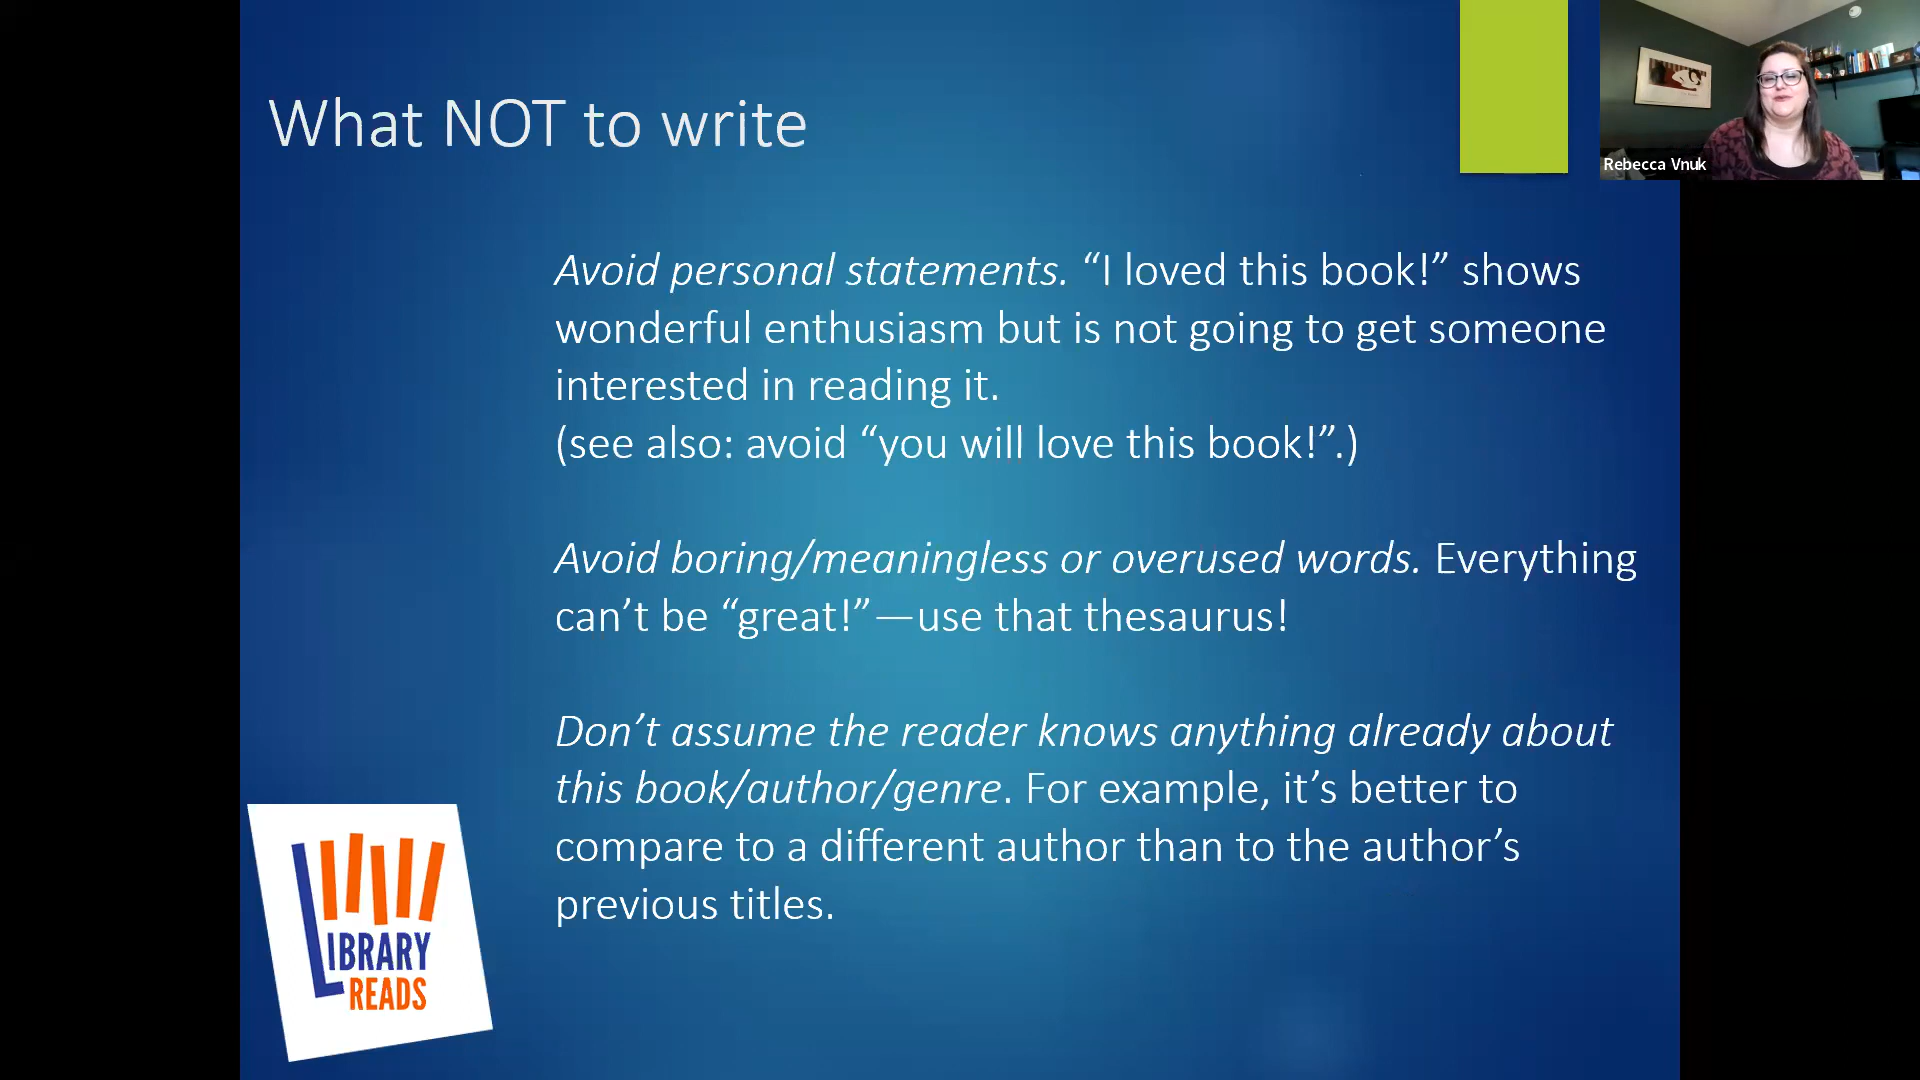 What NOT to write
Rebecca Vnuk
Avoid personal statements. “I loved this book!” shows
wonderful enthusiasm but is not going to get someone
interested in reading it.
(see also: avoid “you will love this book!”.)
Avoid boring/meaningless or overused words. Everything
can’t be “great!”—use that thesaurus!
Don’t assume the reader knows anything already about
this book/author/genre. For example, it’s better to
compare to a different author than to the author’s
previous titles.
LIBRARY
READS